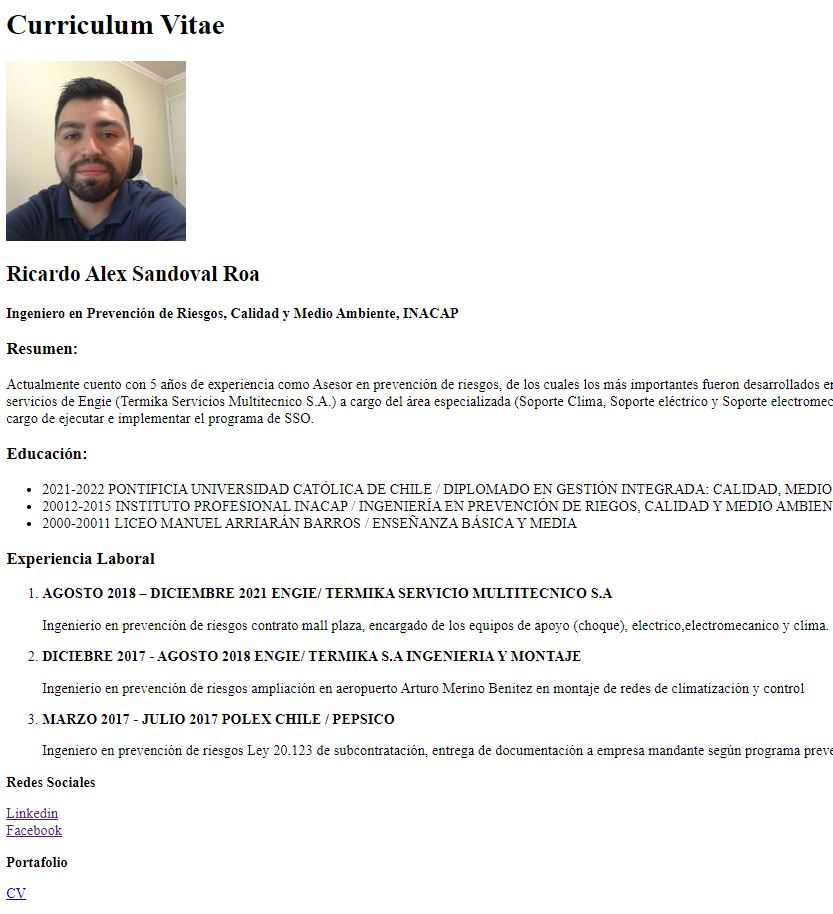 Curriculum Vitae
Ricardo Alex Sandoval Roa
Ingeniero en Prevención de Riesgos, Calidad y Medio Ambiente, INACAP
Resumen:
Actualmente cuento con 5 años de experiencia como Asesor en prevención de riesgos, de los cuales los más importantes fueron desarrollados
servicios de Engie (Termika Servicios Multitecnico S.A.) a cargo del área especializada (Soporte Clima, Soporte eléctrico y Soporte
cargo de ejecutar e implementar el programa de SSO.
Educación:
• 2021-2022 PONTIFICIA UNIVERSIDAD CATÓLICA DE CHILE / DIPLOMADO EN GESTIÓN INTEGRADA: CALIDAD, MEDIO
• 20012-2015 INSTITUTO PROFESIONAL INACAP / INGENIERÍA EN PREVENCIÓN DE RIEGOS, CALIDAD Y MEDIO
• 2000-20011 LICEO MANUEL ARRIARÁN BARROS / ENSEÑANZA BÁSICA Y MEDIA
Experiencia Laboral
1. AGOSTO 2018 – DICIEMBRE 2021 ENGIE/ TERMIKA SERVICIO MULTITECNICO S.A
Ingenierio en prevención de riesgos contrato mall plaza, encargado de los equipos de apoyo (choque), electrico,electromecanico y clima.
2. DICIEBRE 2017 - AGOSTO 2018 ENGIE/ TERMIKA S.A INGENIERIA Y MONTAJE
Ingenierio en prevención de riesgos ampliación en aeropuerto Arturo Merino Benitez en montaje de redes de climatización y control
3. MARZO 2017 - JULIO 2017 POLEX CHILE / PEPSICO
Ingeniero en prevención de riesgos Ley 20.123 de subcontratación, entrega de documentación a empresa mandante según programa
Redes Sociales
Linkedin
Facebook
Portafolio
CV